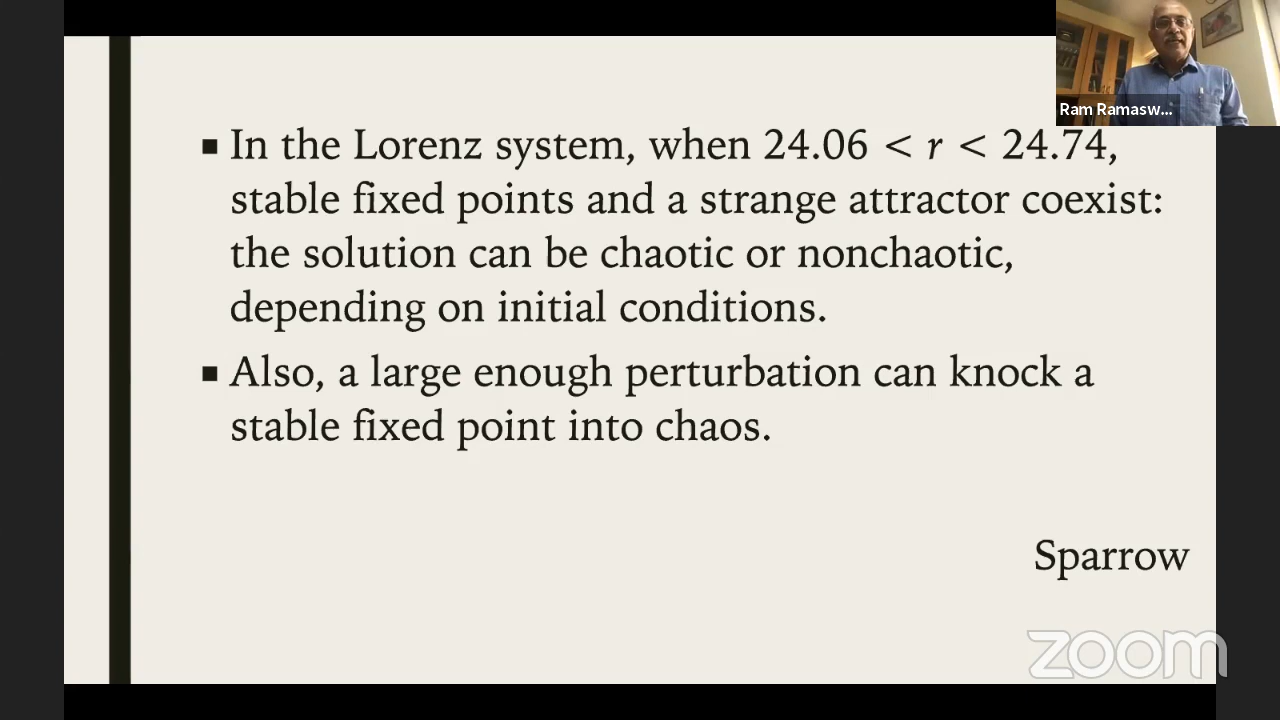 Ram Ramasw...
▪ In the Lorenz system, when 24.06 < r < 24.74,
stable fixed points and a strange attractor coexist:
the solution can be chaotic or nonchaotic,
depending on initial conditions.
▪ Also, a large enough perturbation can knock a
stable fixed point into chaos.
Sparrow
zoom